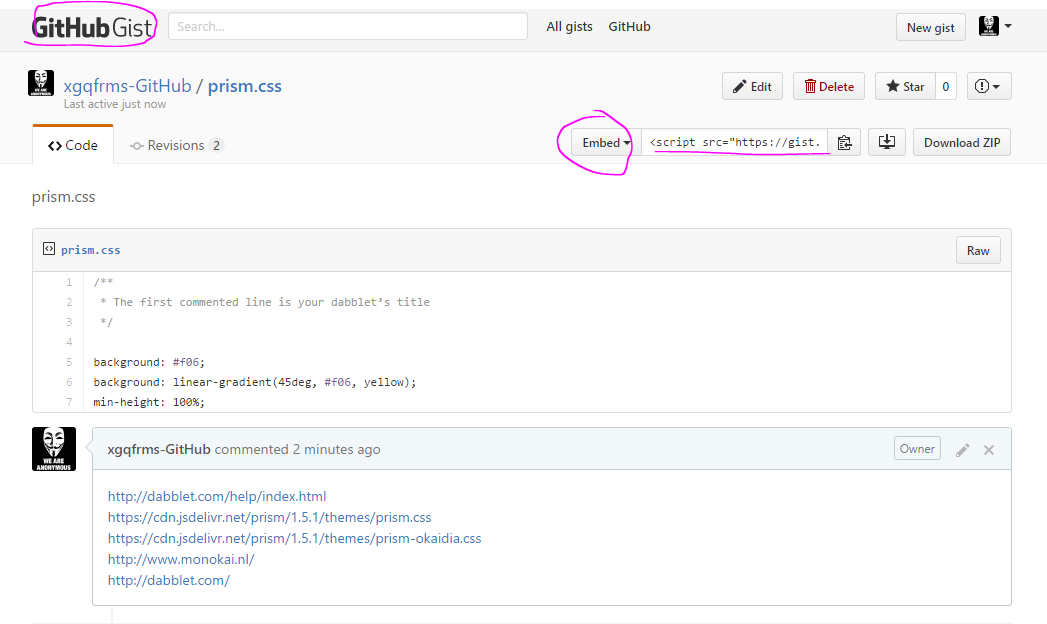 GitHub Gist Search... All gists GitHub New gist
xgqfrms-GitHub / prism.css Edit Delete Star 0
Last active just now
Code Revisions 2 Embed <script src="https://gist. Download ZIP
prism.css
prism.css Raw
1 /**
2 * The first commented line is your dabblet’s title
3 */
4
5 background: #f06;
6 background: linear-gradient(45deg, #f06, yellow);
7 min-height: 100%;
WE ARE
ANONYMOUS
xgqfrms-GitHub commented 2 minutes ago Owner
http://dabblet.com/help/index.html
https://cdn.jsdelivr.net/prism/1.5.1/themes/prism.css
https://cdn.jsdelivr.net/prism/1.5.1/themes/prism-okaidia.css
http://www.monokai.nl/
http://dabblet.com/